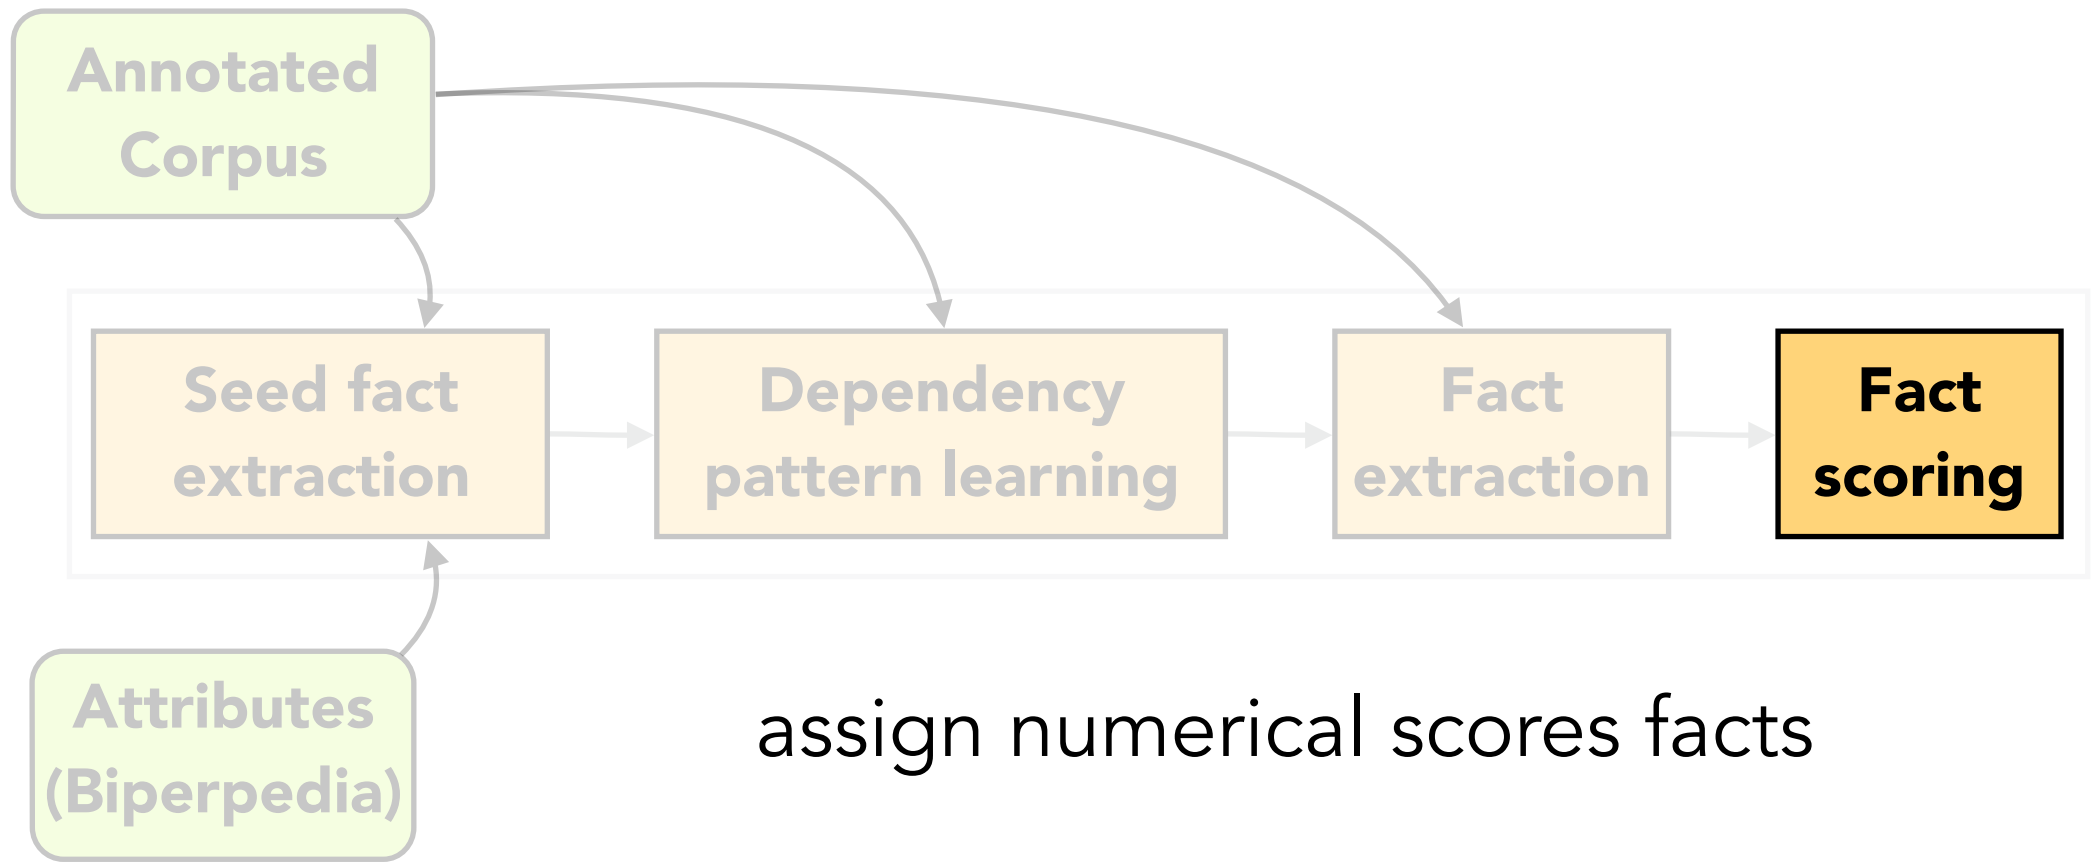 Annotated
Corpus
Seed fact
extraction
Dependency
pattern learning
Fact
extraction
Fact
scoring
Attributes
(Biperpedia)
assign numerical scores facts